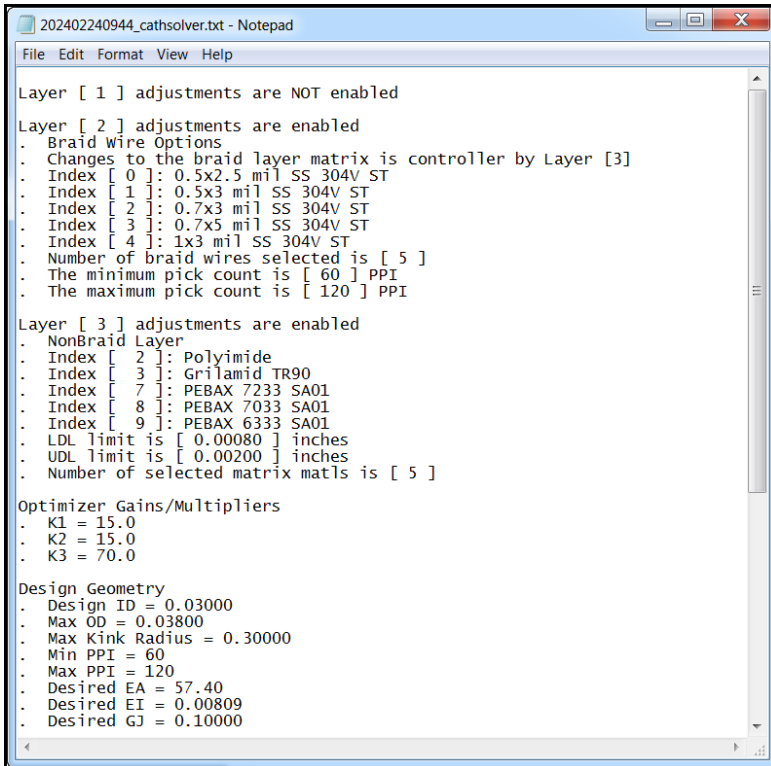 202402240944_cathsolver.txt - Notepad
File Edit Format View Help
Layer [ 1 ] adjustments are NOT enabled
Layer [ 2 ] adjustments are enabled
.  Braid Wire Options
.  Changes to the braid layer matrix is controller by Layer [3]
.  Index [ 0 ]: 0.5x2.5 mil SS 304V ST
.  Index [ 1 ]: 0.5x3 mil SS 304V ST
.  Index [ 2 ]: 0.7x3 mil SS 304V ST
.  Index [ 3 ]: 0.7x5 mil SS 304V ST
.  Index [ 4 ]: 1x3 mil SS 304V ST
.  Number of braid wires selected is [ 5 ]
.  The minimum pick count is [ 60 ] PPI
.  The maximum pick count is [ 120 ] PPI
Layer [ 3 ] adjustments are enabled
.  NonBraid Layer
.  Index [  2 ]: Polyimide
.  Index [  3 ]: Grilamid TR90
.  Index [  7 ]: PEBAX 7233 SA01
.  Index [  8 ]: PEBAX 7033 SA01
.  Index [  9 ]: PEBAX 6333 SA01
.  LDL limit is [ 0.00080 ] inches
.  UDL limit is [ 0.00200 ] inches
.  Number of selected matrix matls is [ 5 ]
Optimizer Gains/Multipliers
.  K1 = 15.0
.  K2 = 15.0
.  K3 = 70.0
Design Geometry
.  Design ID = 0.03000
.  Max OD = 0.03800
.  Max Kink Radius = 0.30000
.  Min PPI = 60
.  Max PPI = 120
.  Desired EA = 57.40
.  Desired EI = 0.00809
.  Desired GJ = 0.10000